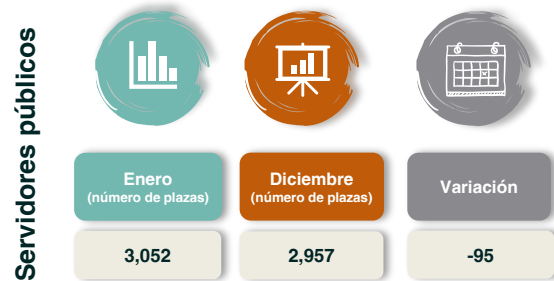 Servidores públicos
Enero
(número de plazas)
Diciembre
(número de plazas)
Variación
3,052
2,957
-95